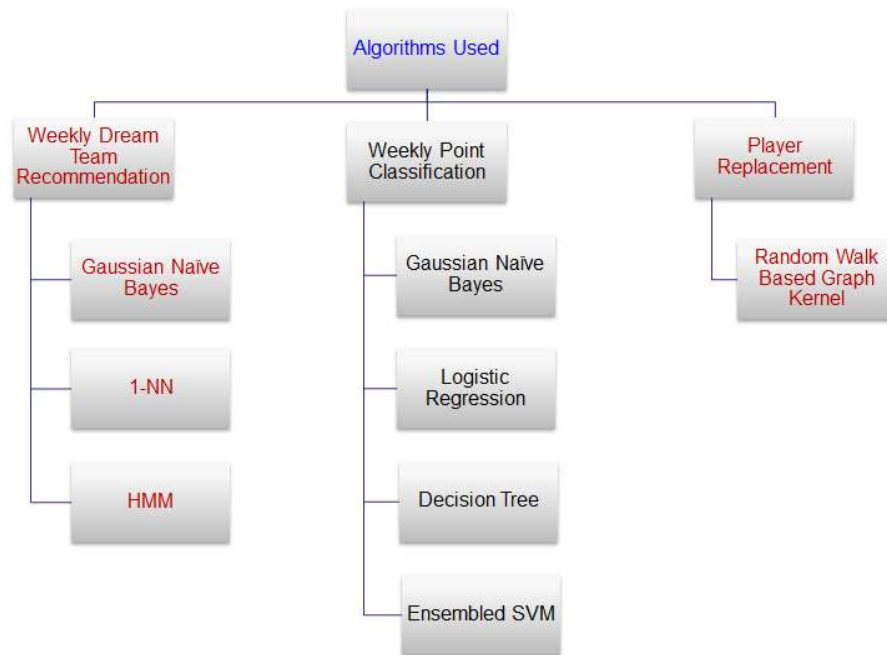 Algorithms Used
Weekly Dream
Team
Recommendation
Gaussian Naïve
Bayes
1-NN
HMM
Weekly Point
Classification
Gaussian Naïve
Bayes
Logistic
Regression
Decision Tree
Ensembled SVM
Player
Replacement
Random Walk
Based Graph
Kernel